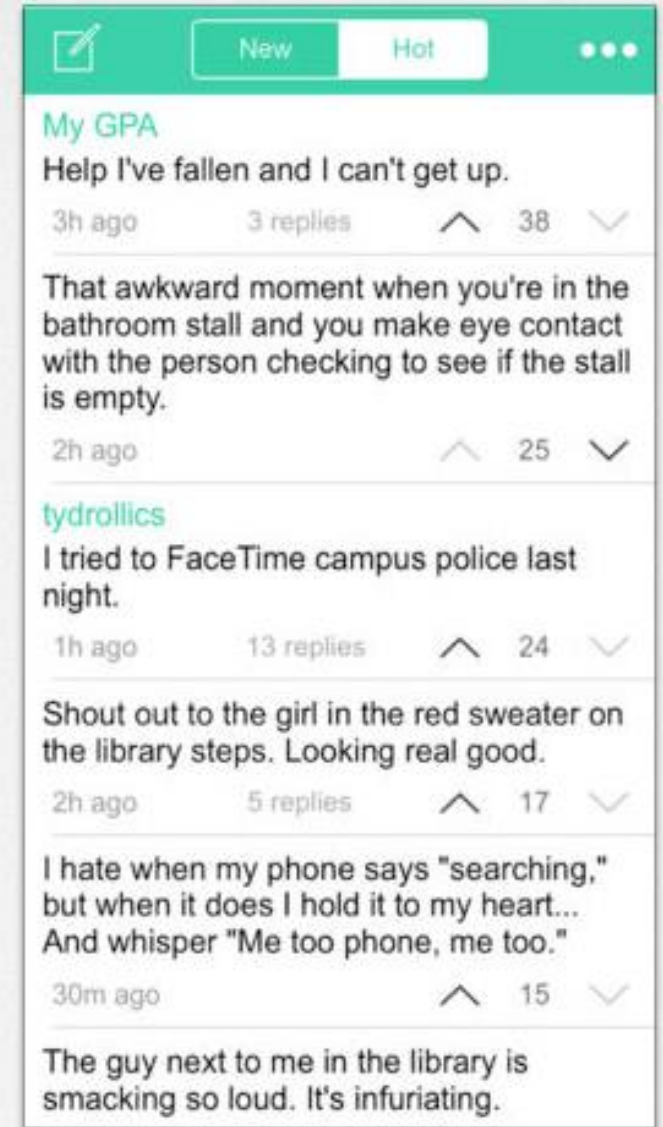 New Hot
My GPA
Help I've fallen and I can't get up.
3h ago 3 replies 38
That awkward moment when you're in the
bathroom stall and you make eye contact
with the person checking to see if the stall
is empty.
2h ago 25
tydrollics
I tried to FaceTime campus police last
night.
1h ago 13 replies 24
Shout out to the girl in the red sweater on
the library steps. Looking real good.
2h ago 5 replies 17
I hate when my phone says "searching,"
but when it does I hold it to my heart...
And whisper "Me too phone, me too."
30m ago 15
The guy next to me in the library is
smacking so loud. It's infuriating.